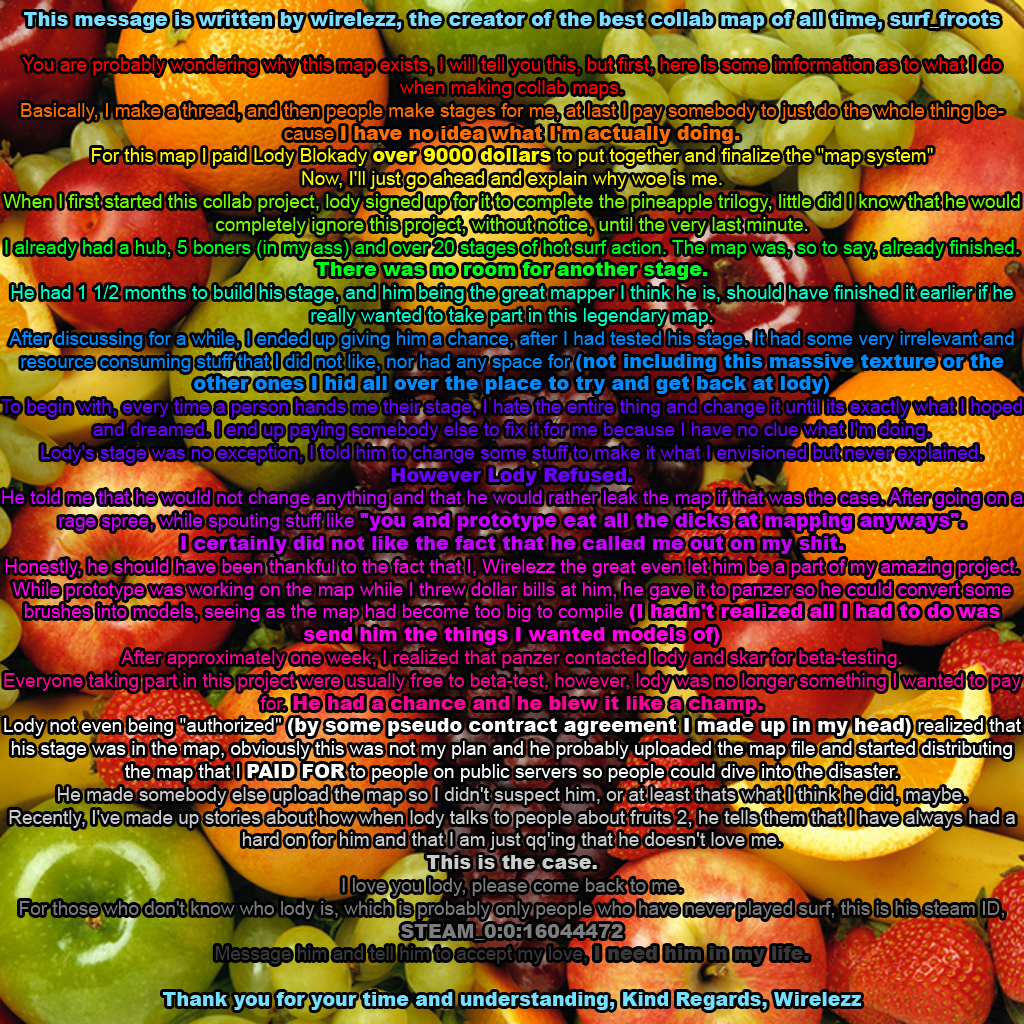 This message is written by wirelezz, the creator of the best collab map of all time, surf_froots
You are probably wondering why this map exists, I will tell you this, but first, here is some imformation as to what I do
when making collab maps.
Basically, I make a thread, and then people make stages for me, at last I pay somebody to just do the whole thing be-
cause I have no idea what I'm actually doing.
For this map I paid Lody Blokady over 9000 dollars to put together and finalize the "map system"
Now, I'll just go ahead and explain why woe is me.
When I first started this collab project, lody signed up for it to complete the pineapple trilogy, little did I know that he would
completely ignore this project, without notice, until the very last minute.
I already had a hub, 5 boners (in my ass) and over 20 stages of hot surf action. The map was, so to say, already finished.
There was no room for another stage.
He had 1 1/2 months to build his stage, and him being the great mapper I think he is, should have finished it earlier if he
really wanted to take part in this legendary map.
After discussing for a while, I ended up giving him a chance, after I had tested his stage. It had some very irrelevant and
resource consuming stuff that I did not like, nor had any space for (not including this massive texture or the
other ones I hid all over the place to try and get back at lody)
To begin with, every time a person hands me their stage, I hate the entire thing and change it until its exactly what I hoped
and dreamed. I end up paying somebody else to fix it for me because I have no clue what I'm doing.
Lody's stage was no exception, I told him to change some stuff to make it what I envisioned but never explained.
However Lody Refused.
He told me that he would not change anything and that he would rather leak the map if that was the case. After going on a
rage spree, while spouting stuff like "you and prototype eat all the dicks at mapping anyways".
I certainly did not like the fact that he called me out on my shit.
Honestly, he should have been thankful to the fact that I, Wirelezz the great even let him be a part of my amazing project.
While prototype was working on the map while I threw dollar bills at him, he gave it to panzer so he could convert some
brushes into models, seeing as the map had become too big to compile (I hadn't realized all I had to do was
send him the things I wanted models of)
After approximately one week, I realized that panzer contacted lody and skar for beta-testing.
Everyone taking part in this project were usually free to beta-test, however, lody was no longer something I wanted to pay
for. He had a chance and he blew it like a champ.
Lody not even being "authorized" (by some pseudo contract agreement I made up in my head) realized that
his stage was in the map, obviously this was not my plan and he probably uploaded the map file and started distributing
the map that I PAID FOR to people on public servers so people could dive into the disaster.
He made somebody else upload the map so I didn't suspect him, or at least thats what I think he did, maybe.
Recently, I've made up stories about how when lody talks to people about fruits 2, he tells them that I have always had a
hard on for him and that I am just qq'ing that he doesn't love me.
This is the case.
I love you lody, please come back to me.
For those who don't know who lody is, which is probably only people who have never played surf, this is his steam ID,
STEAM_0:0:16044472
Message him and tell him to accept my love, I need him in my life.
Thank you for your time and understanding, Kind Regards, Wirelezz